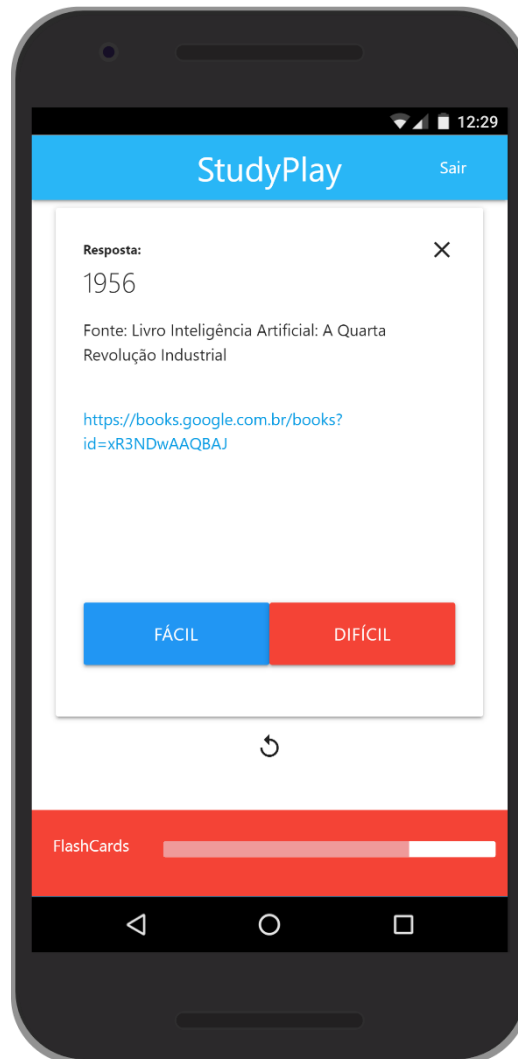 12:29
StudyPlay
Sair
Resposta:
1956
Fonte: Livro Inteligência Artificial: A Quarta
Revolução Industrial
https://books.google.com.br/books?
id=xR3NDwAAQBAJ
FÁCIL
DIFÍCIL
FlashCards